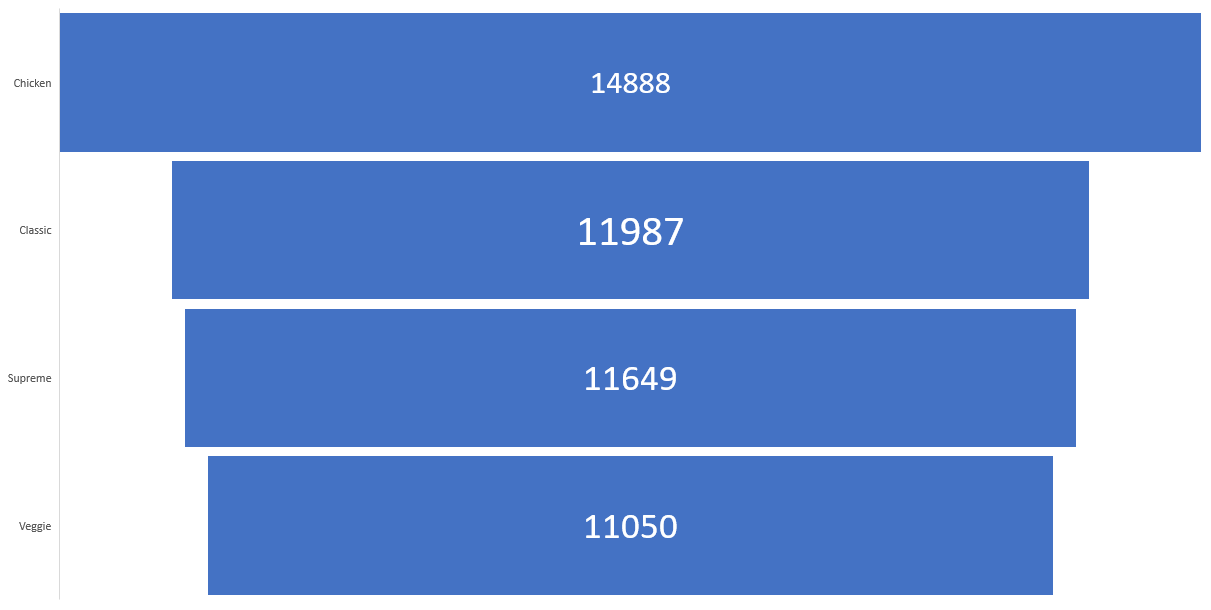 Chicken
14888
Classic
11987
Supreme
11649
Veggie
11050